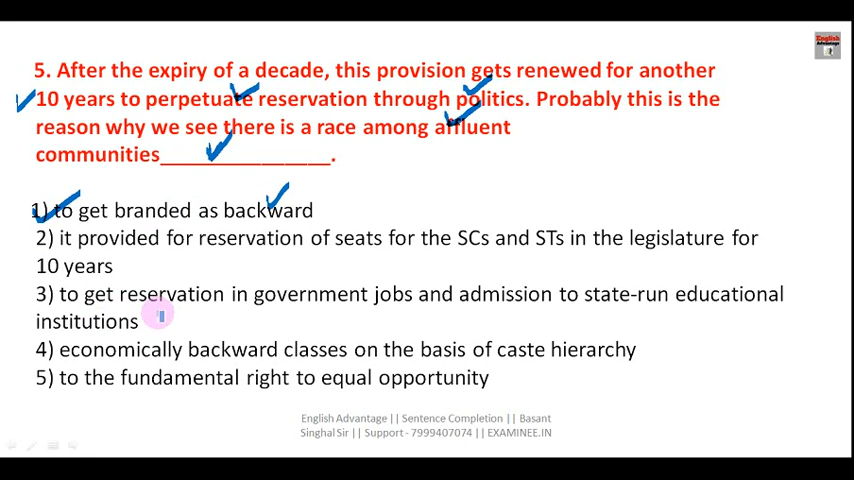 English
Advantage
5. After the expiry of a decade, this provision gets renewed for another
10 years to perpetuate reservation through politics. Probably this is the
reason why we see there is a race among affluent
communities_______________.
1) to get branded as backward
2) it provided for reservation of seats for the SCs and STs in the legislature for
10 years
3) to get reservation in government jobs and admission to state-run educational
institutions
4) economically backward classes on the basis of caste hierarchy
5) to the fundamental right to equal opportunity
English Advantage || Sentence Completion || Basant
Singhal Sir || Support - 7999407074 || EXAMINEE.IN